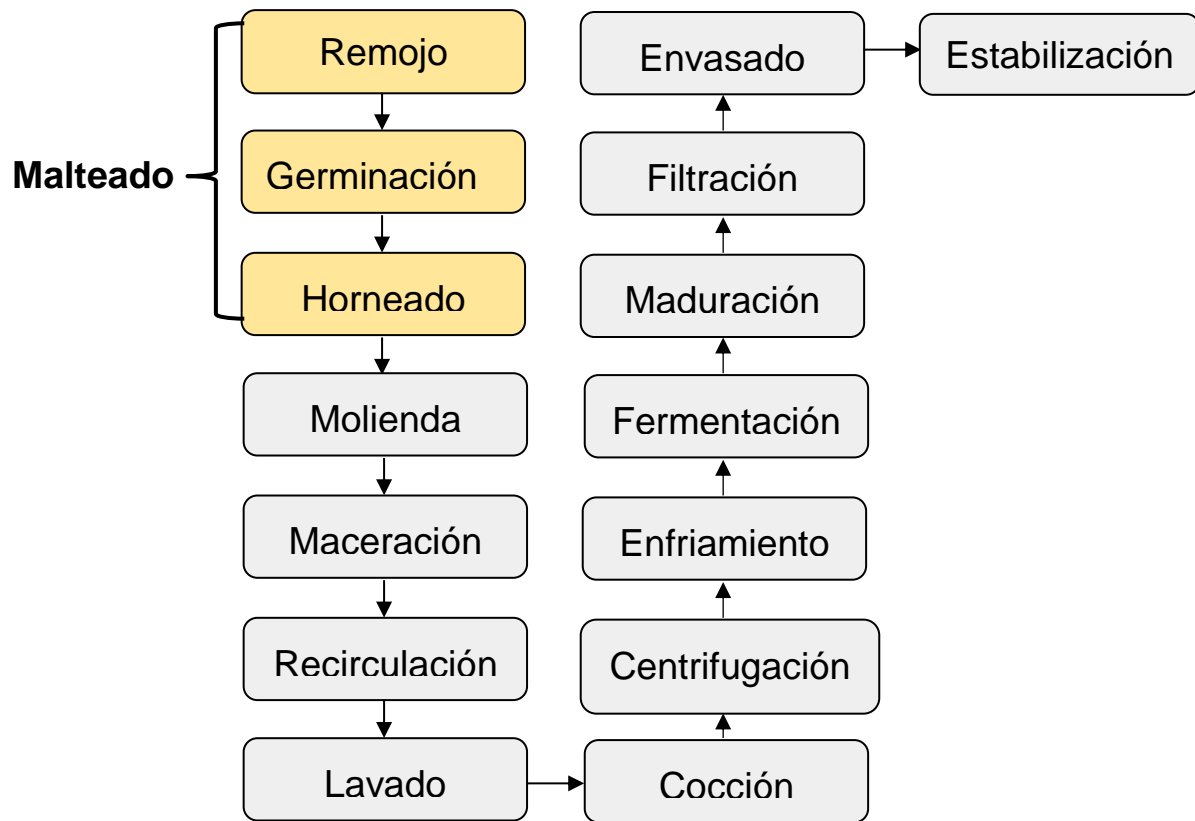 Malteado
Remojo
Germinación
Horneado
Molienda
Maceración
Recirculación
Lavado
Cocción
Centrifugación
Enfriamiento
Fermentación
Maduración
Filtración
Envasado
Estabilización